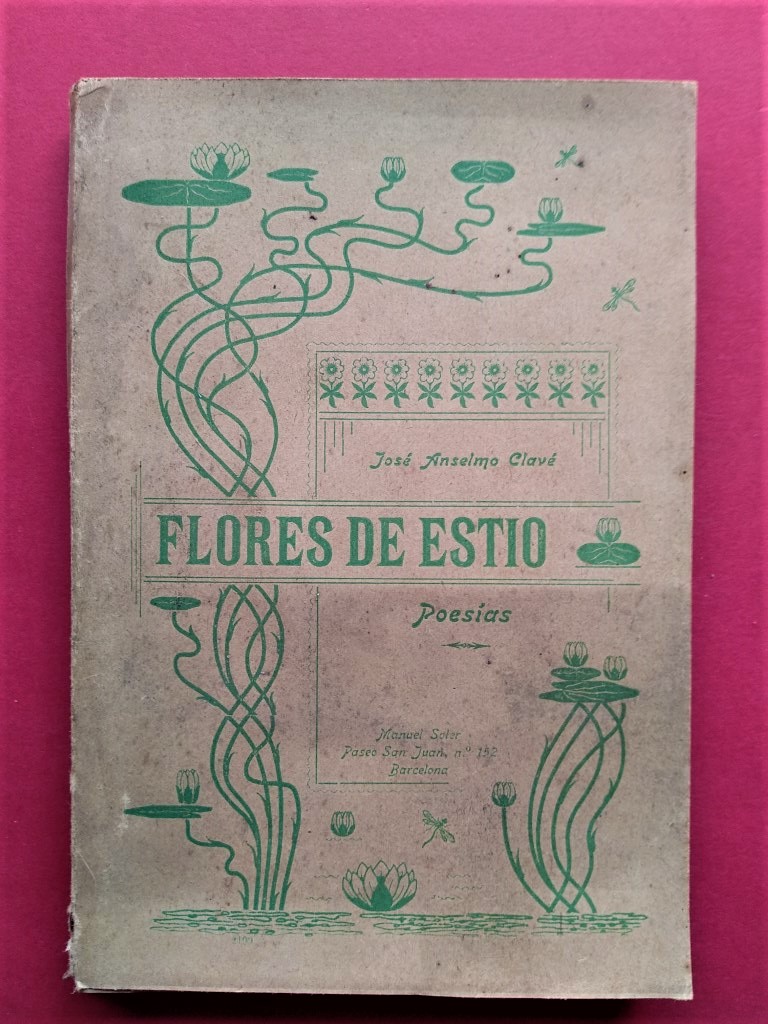 José Anselmo Clavé
FLORES DE ESTIO
Poesías
Manuel Soler
Paseo San Juan, n.º 152
Barcelona